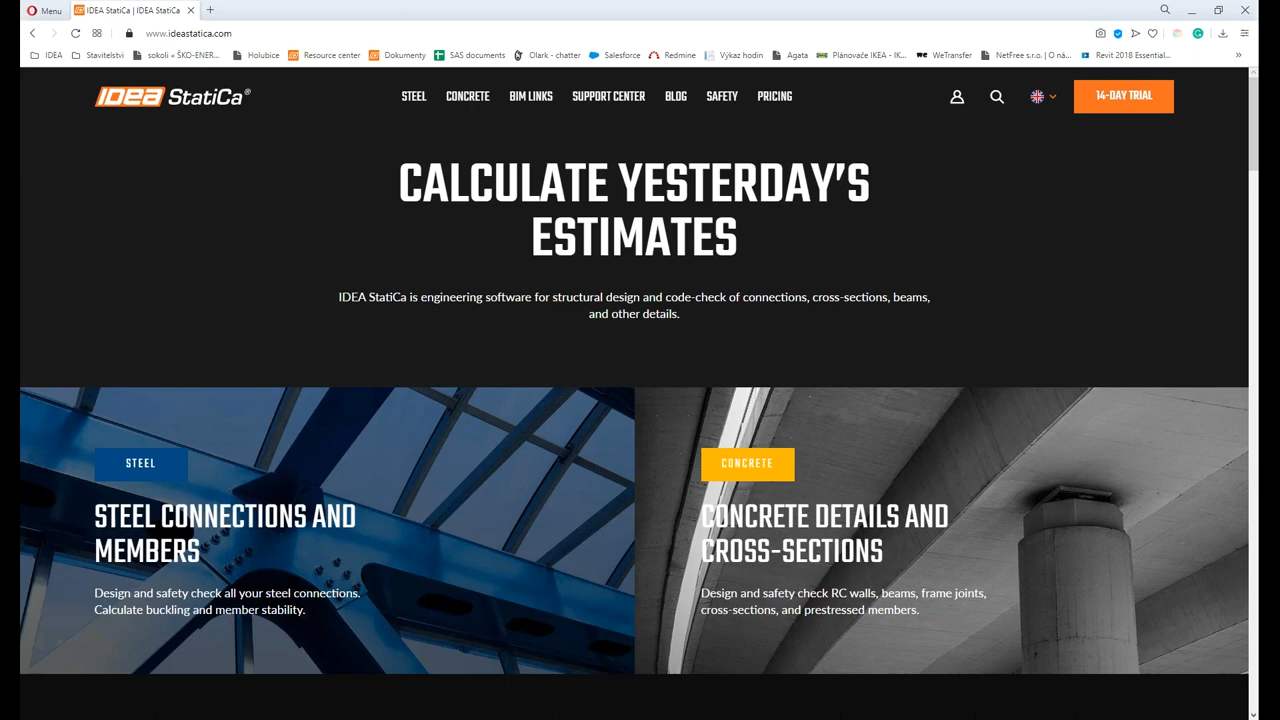 Menu
IDEA StatiCa | IDEA StatiCa
www.ideastatica.com
IDEA
Stavitelství
sokoli « ŠKO-ENER...
Holubice
Resource center
Dokumenty
SAS documents
Olark - chatter
Salesforce
Redmine
Výkaz hodin
Agata
Plánovače IKEA - IK...
WeTransfer
NetFree s.r.o. | O ná...
Revit 2018 Essential...
IDEA StatiCa®
STEEL
CONCRETE
BIM LINKS
SUPPORT CENTER
BLOG
SAFETY
PRICING
14-DAY TRIAL
CALCULATE YESTERDAY'S
ESTIMATES
IDEA StatiCa is engineering software for structural design and code-check of connections, cross-sections, beams,
and other details.
STEEL
STEEL CONNECTIONS AND
MEMBERS
Design and safety check all your steel connections.
Calculate buckling and member stability.
CONCRETE
CONCRETE DETAILS AND
CROSS-SECTIONS
Design and safety check RC walls, beams, frame joints,
cross-sections, and prestressed members.